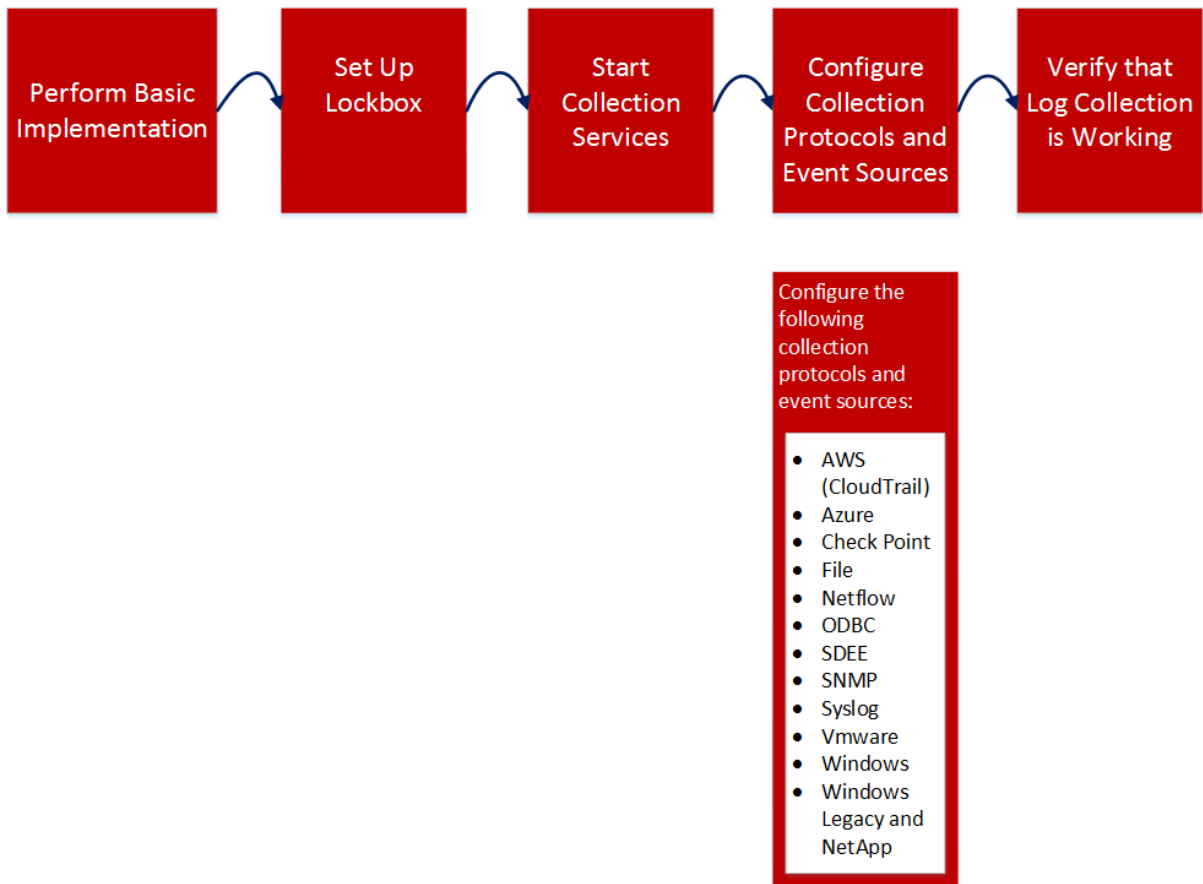 Perform Basic
Implementation
Set Up
Lockbox
Start
Collection
Services
Configure
Collection
Protocols and
Event Sources
Verify that
Log Collection
is Working
Configure the
following
collection
protocols and
event sources:
• AWS
(CloudTrail)
• Azure
• Check Point
• File
• Netflow
• ODBC
• SDEE
• SNMP
• Syslog
• Vmware
• Windows
• Windows
Legacy and
NetApp